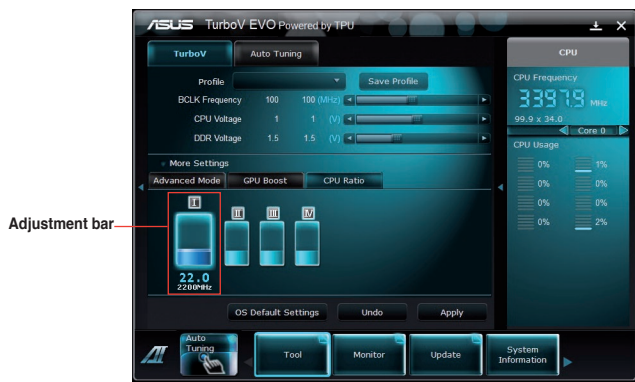 ASUS TurboV EVO Powered by TPU
TurboV
Auto Tuning
Profile
Save Profile
BCLK Frequency 100 100 (MHz)
CPU Voltage 1 1 (V)
DDR Voltage 1.5 1.5 (V)
More Settings
Advanced Mode
GPU Boost
CPU Ratio
I
II
III
IV
Adjustment bar
22.0
2200MHz
OS Default Settings
Undo
Apply
CPU
CPU Frequency
3397.9 MHz
99.9 x 34.0
Core 0
CPU Usage
0% 1%
0% 0%
0% 0%
0% 2%
AI
Auto
Tuning
Tool
Monitor
Update
System
Information